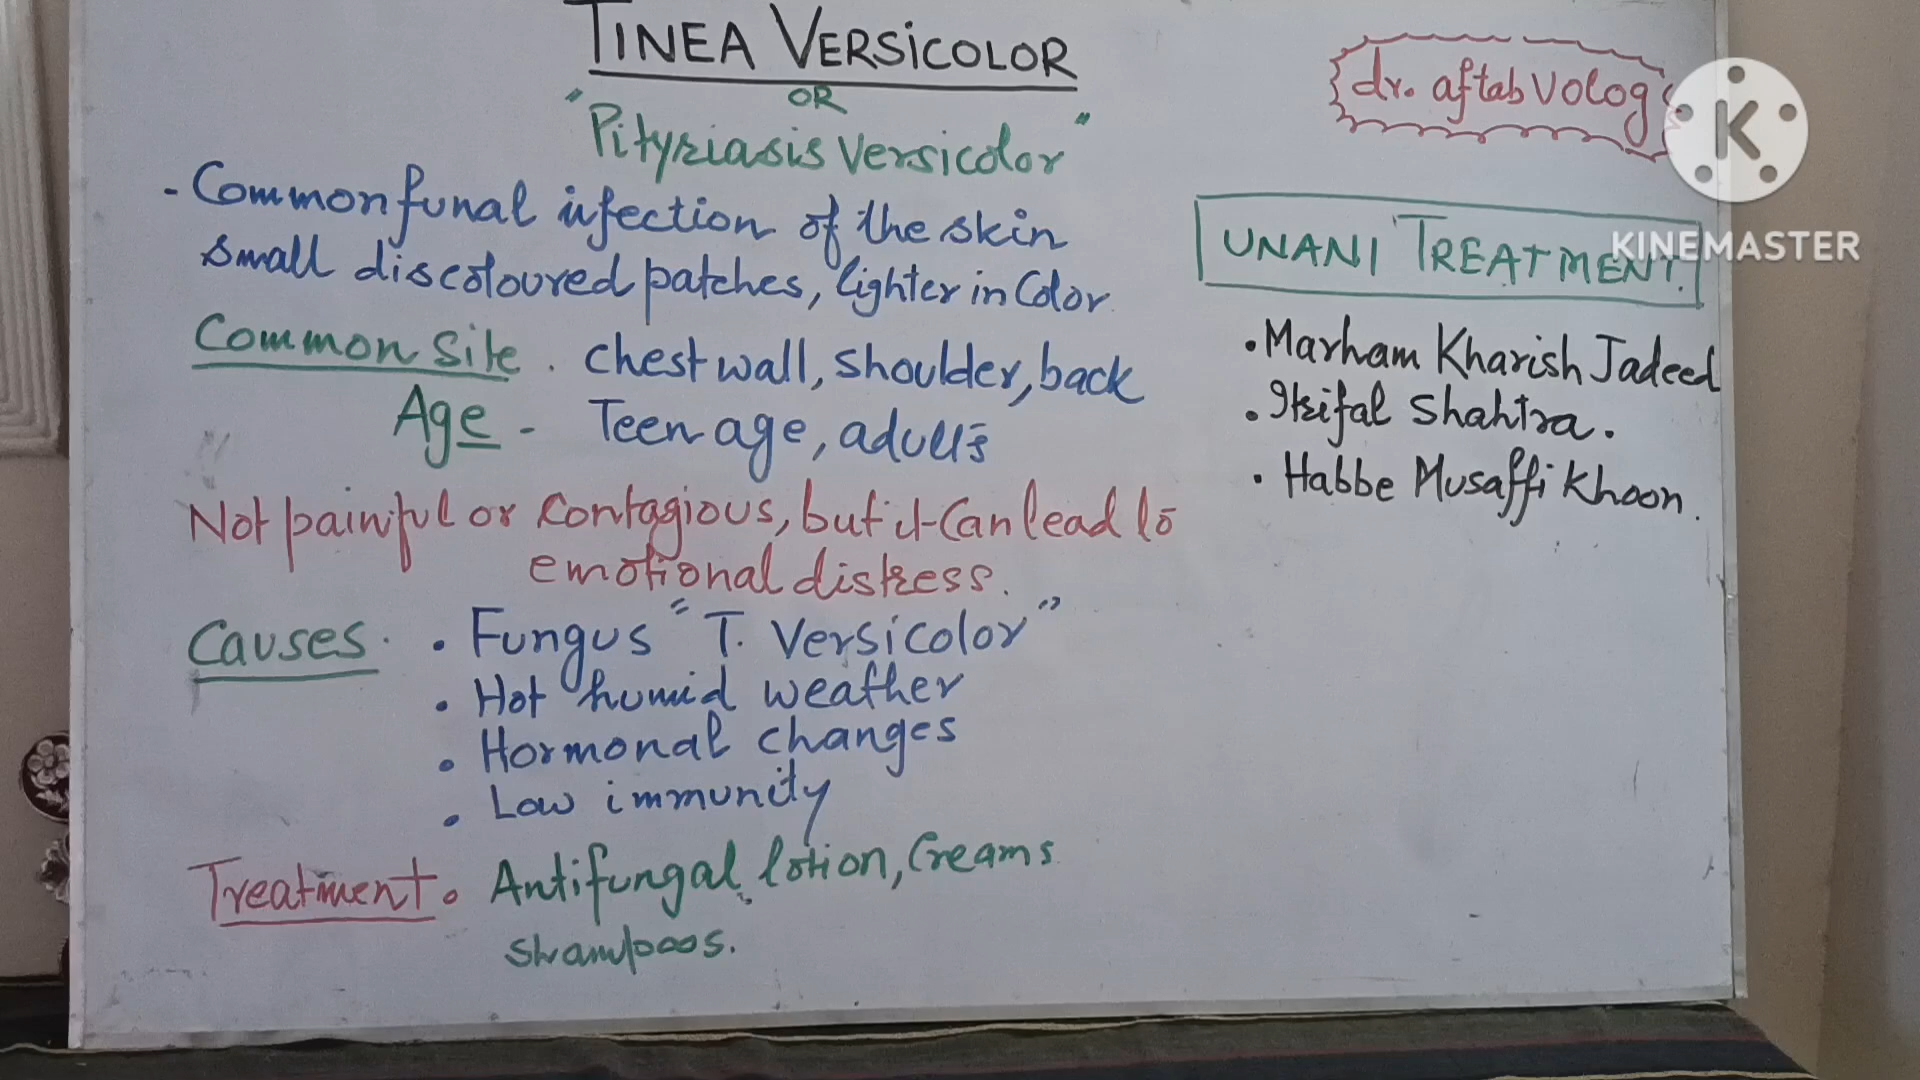 TINEA VERSICOLOR
OR
"Pityriasis Versicolor"
- Common funal infection of the skin
small discoloured patches, lighter in Color.
Common Site . Chest wall, shoulder, back
Age - Teen age, adults
Not painful or Contagious, but it Can lead to
emotional distress.
Causes . • Fungus "T. Versicolor"
• Hot humid weather
• Hormonal changes
• Low immunity
Treatment • Antifungal lotion, Creams
Shampoos.
dr. aftab Volog
K
KINEMASTER
UNANI TREATMENT.
• Marham Kharish Jadeed
• Itrifal Shahtra.
• Habbe Musaffi Khoon.